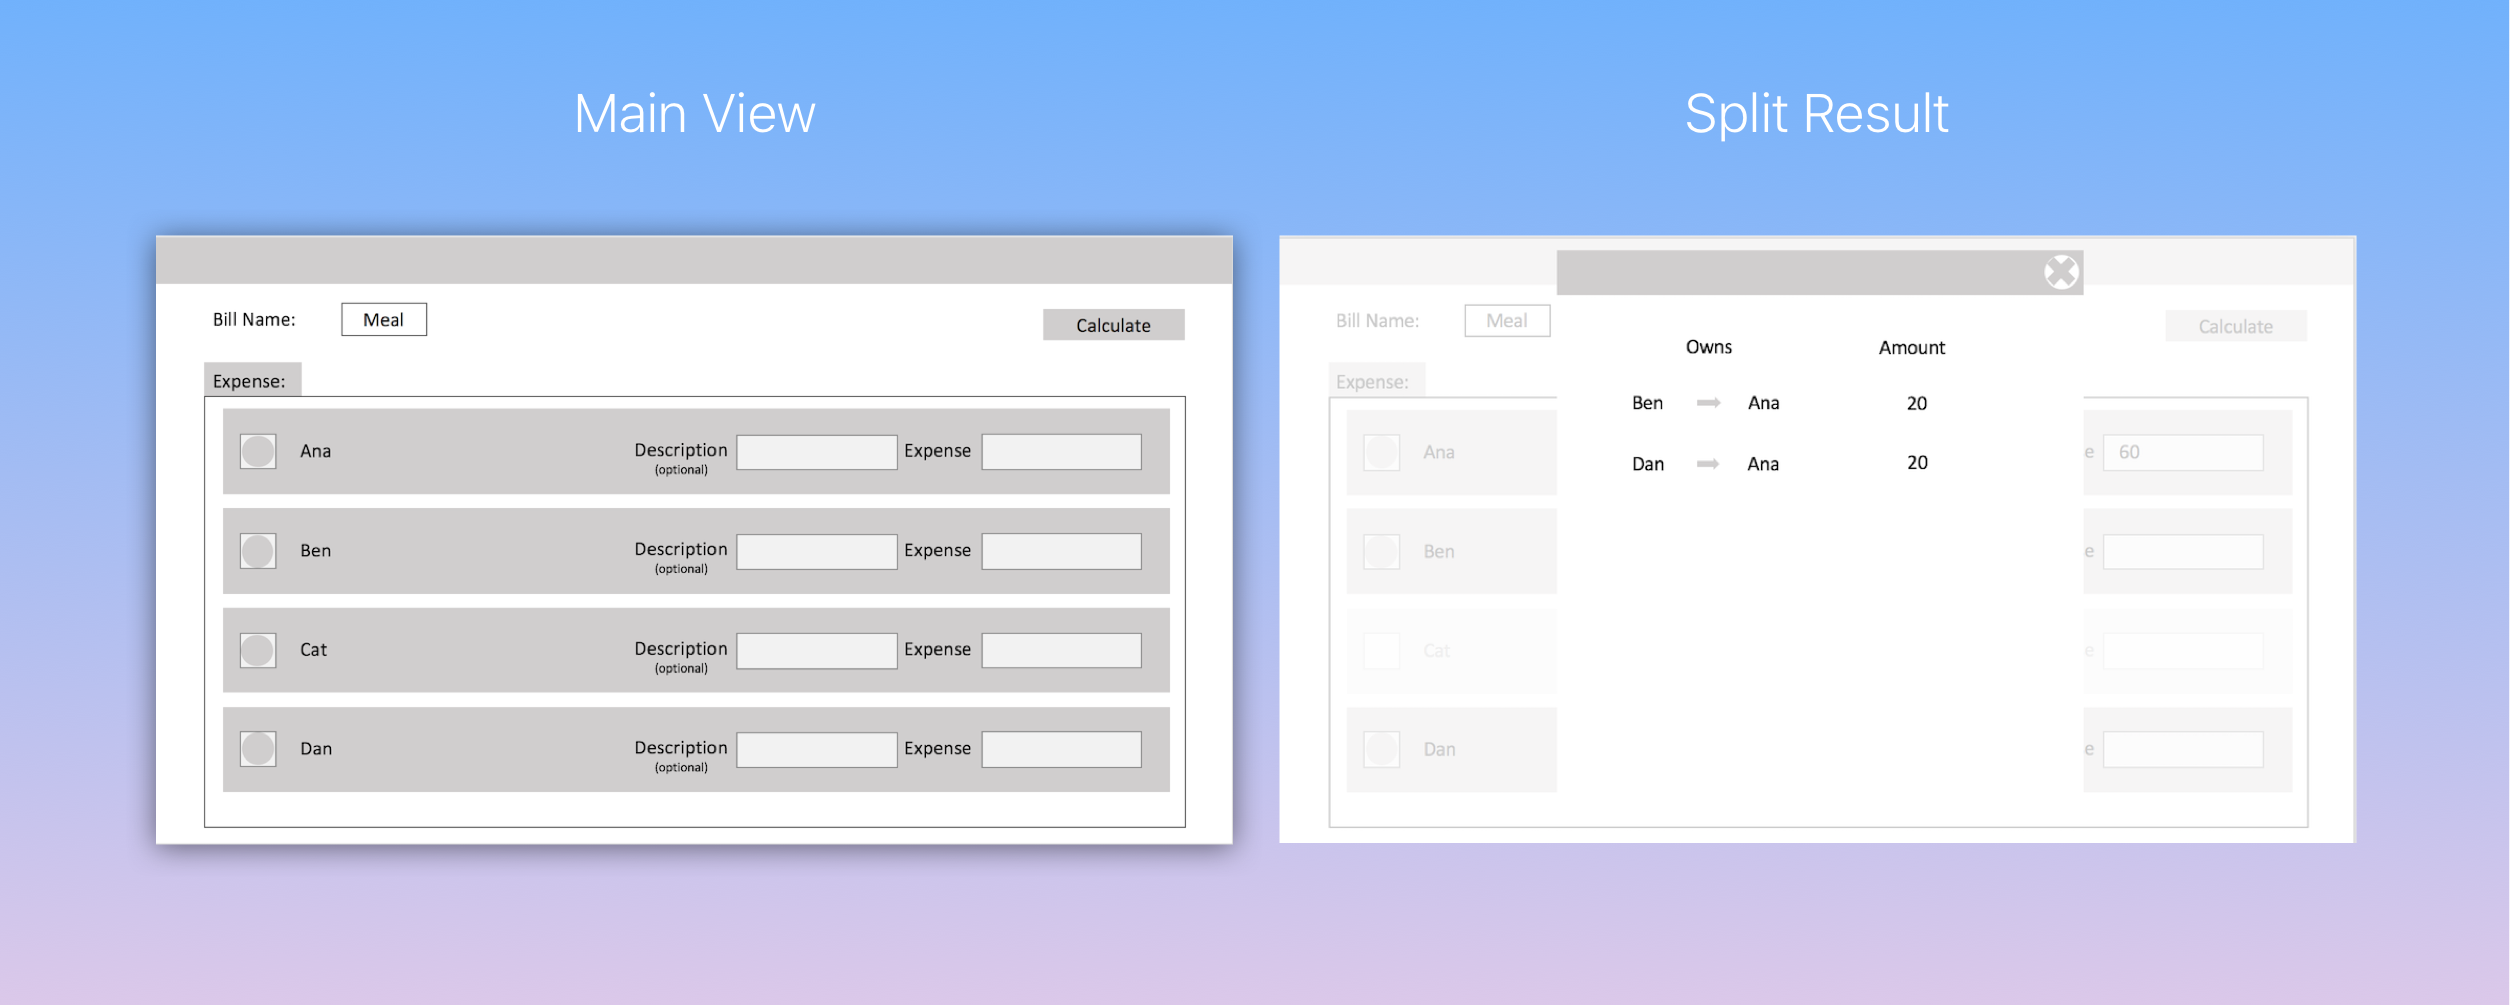 Main View
Bill Name: Meal
Calculate
Expense:
Ana Description Expense
(optional)
Ben Description Expense
(optional)
Cat Description Expense
(optional)
Dan Description Expense
(optional)
Split Result
Bill Name: Meal
Calculate
Expense:
Owns Amount
Ben Ana 20
Dan Ana 20
Ana e 60
Ben e
Cat e
Dan e